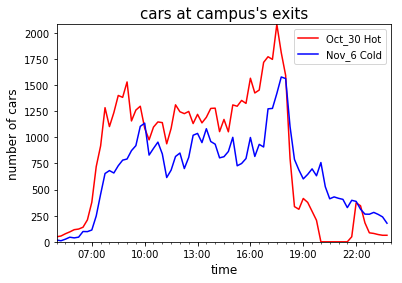 cars at campus's exits
Oct_30 Hot
Nov_6 Cold
number of cars
2000
1750
1500
1250
1000
750
500
250
0
07:00 10:00 13:00 16:00 19:00 22:00
time